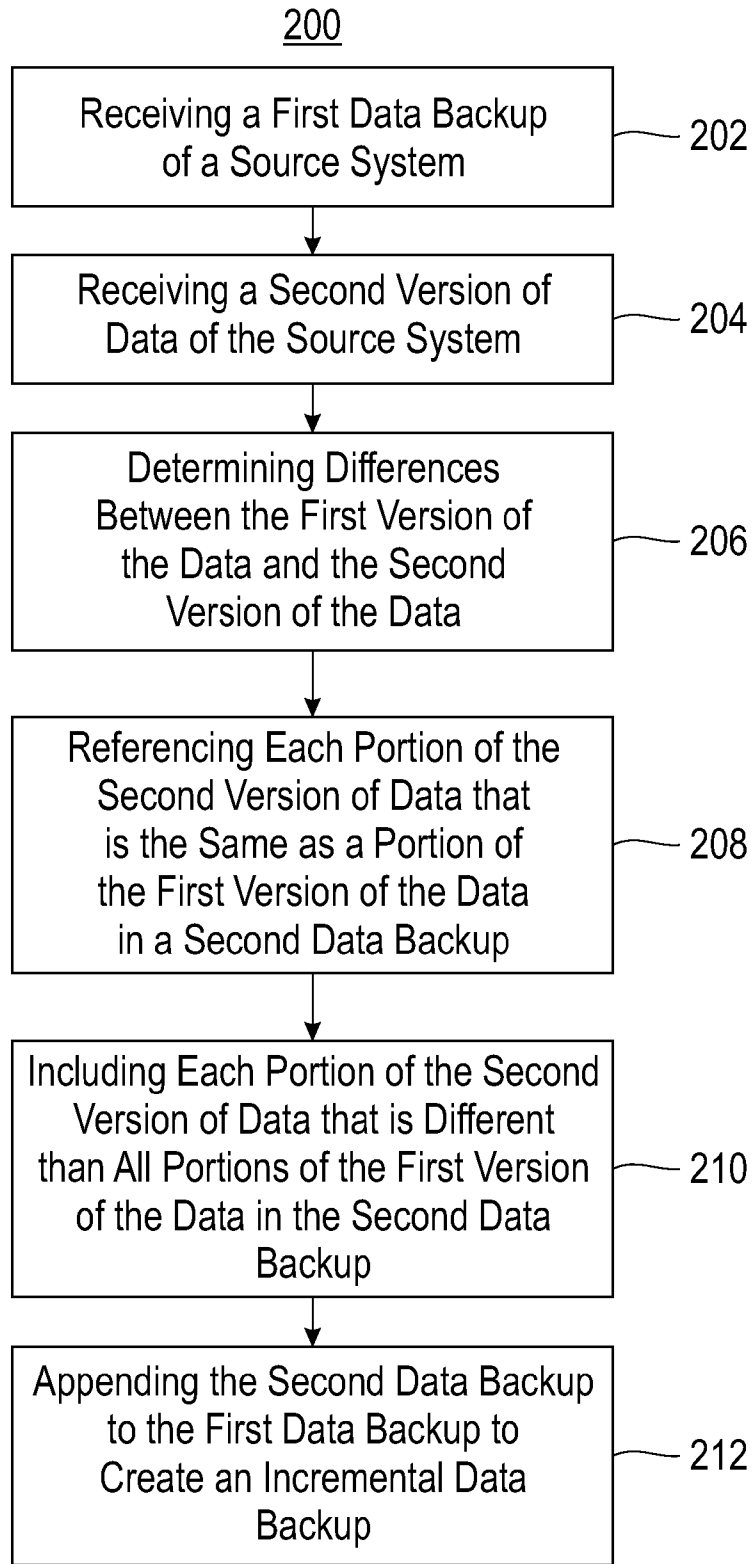 200
Receiving a First Data Backup
of a Source System
202
Receiving a Second Version of
Data of the Source System
204
Determining Differences
Between the First Version of
the Data and the Second
Version of the Data
206
Referencing Each Portion of the
Second Version of Data that
is the Same as a Portion of
the First Version of the Data
in a Second Data Backup
208
Including Each Portion of the Second
Version of Data that is Different
than All Portions of the First Version
of the Data in the Second Data
Backup
210
Appending the Second Data Backup
to the First Data Backup to
Create an Incremental Data
Backup
212